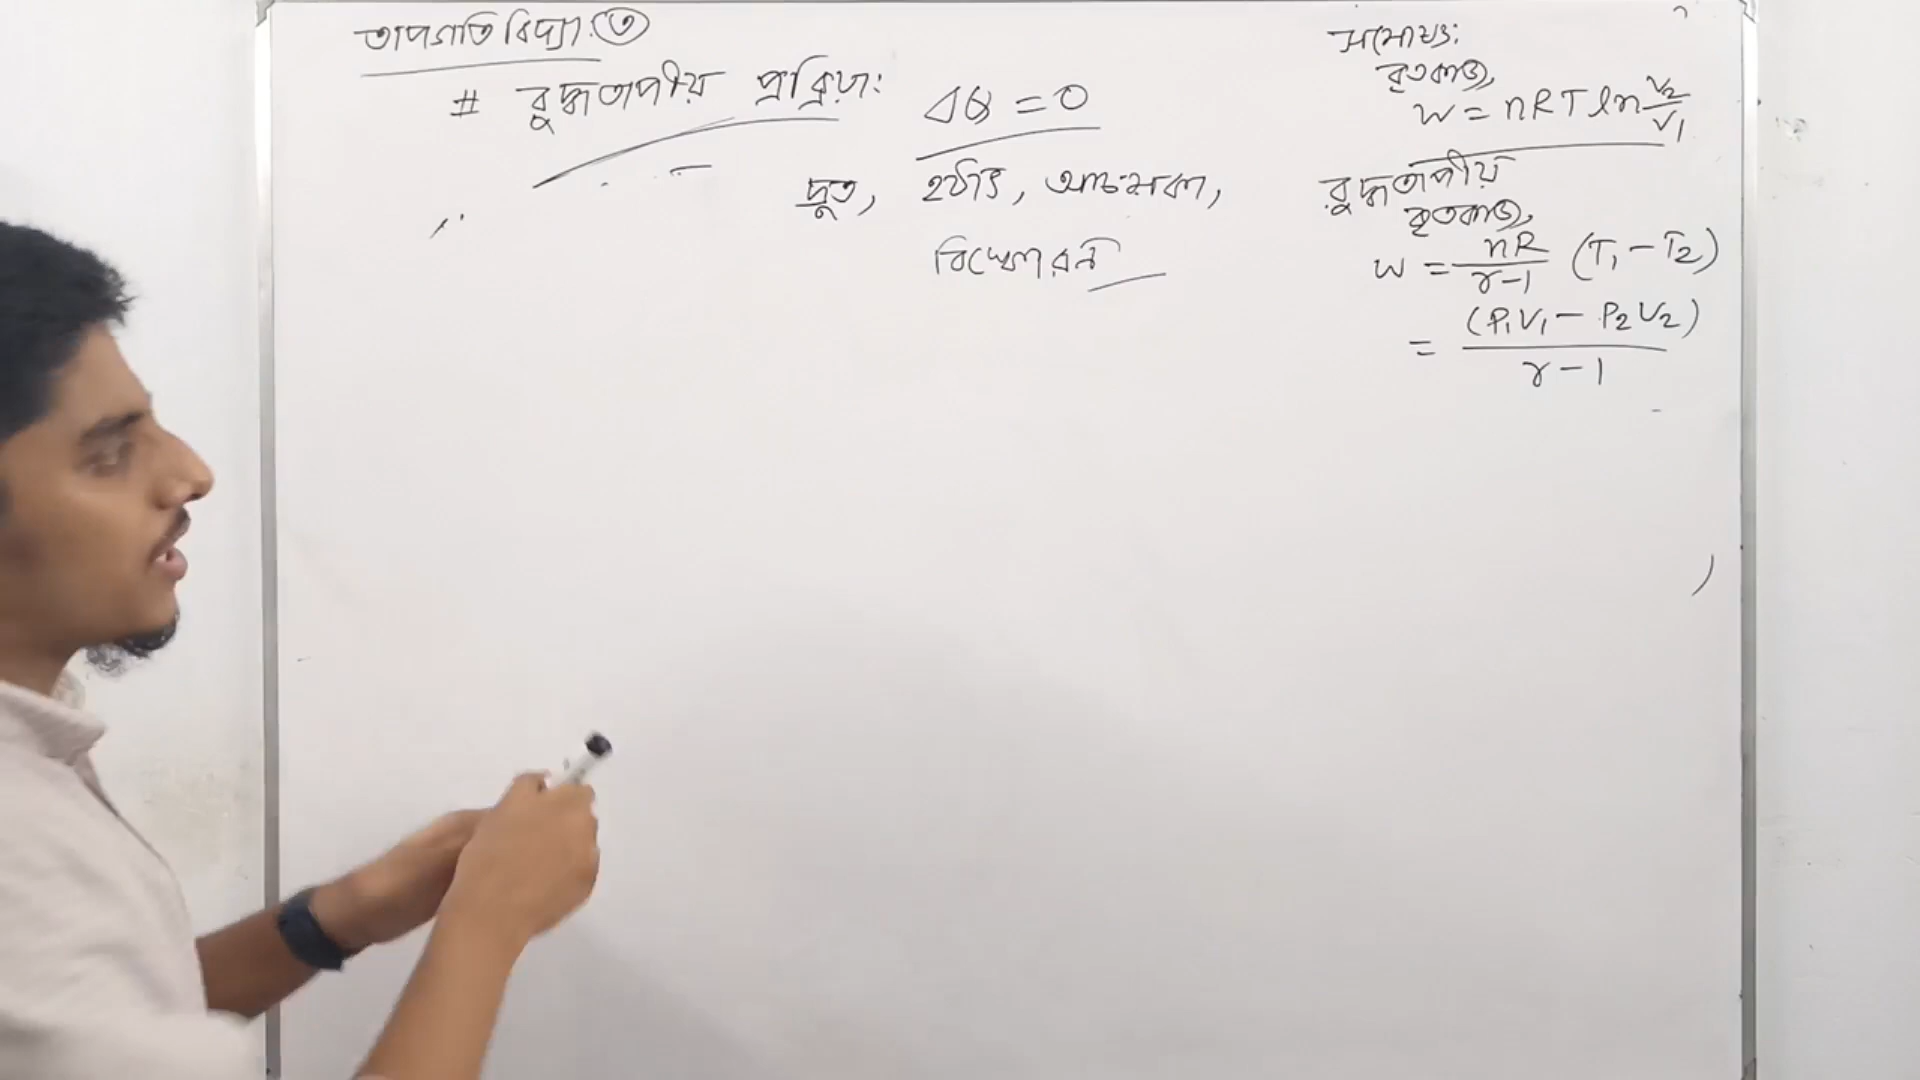 তাপগতি বিদ্যা: ৩
# রুদ্ধতাপীয় প্রক্রিয়া: ΔQ = 0
দ্রুত, হঠাৎ, আচমকা,
বিস্ফোরণ
সমোষ্ণ:
কৃতকাজ,
W = nRT ln V2/V1
রুদ্ধতাপীয়
কৃতকাজ,
W = nR/γ-1 (T1 - T2)
= (P1V1 - P2V2)/γ-1